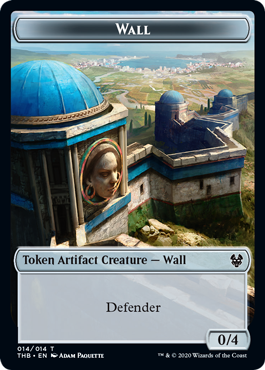 Wall
Token Artifact Creature — Wall
Defender
0/4
014/014 T
THB • EN Adam Paquette
™ & © 2020 Wizards of the Coast